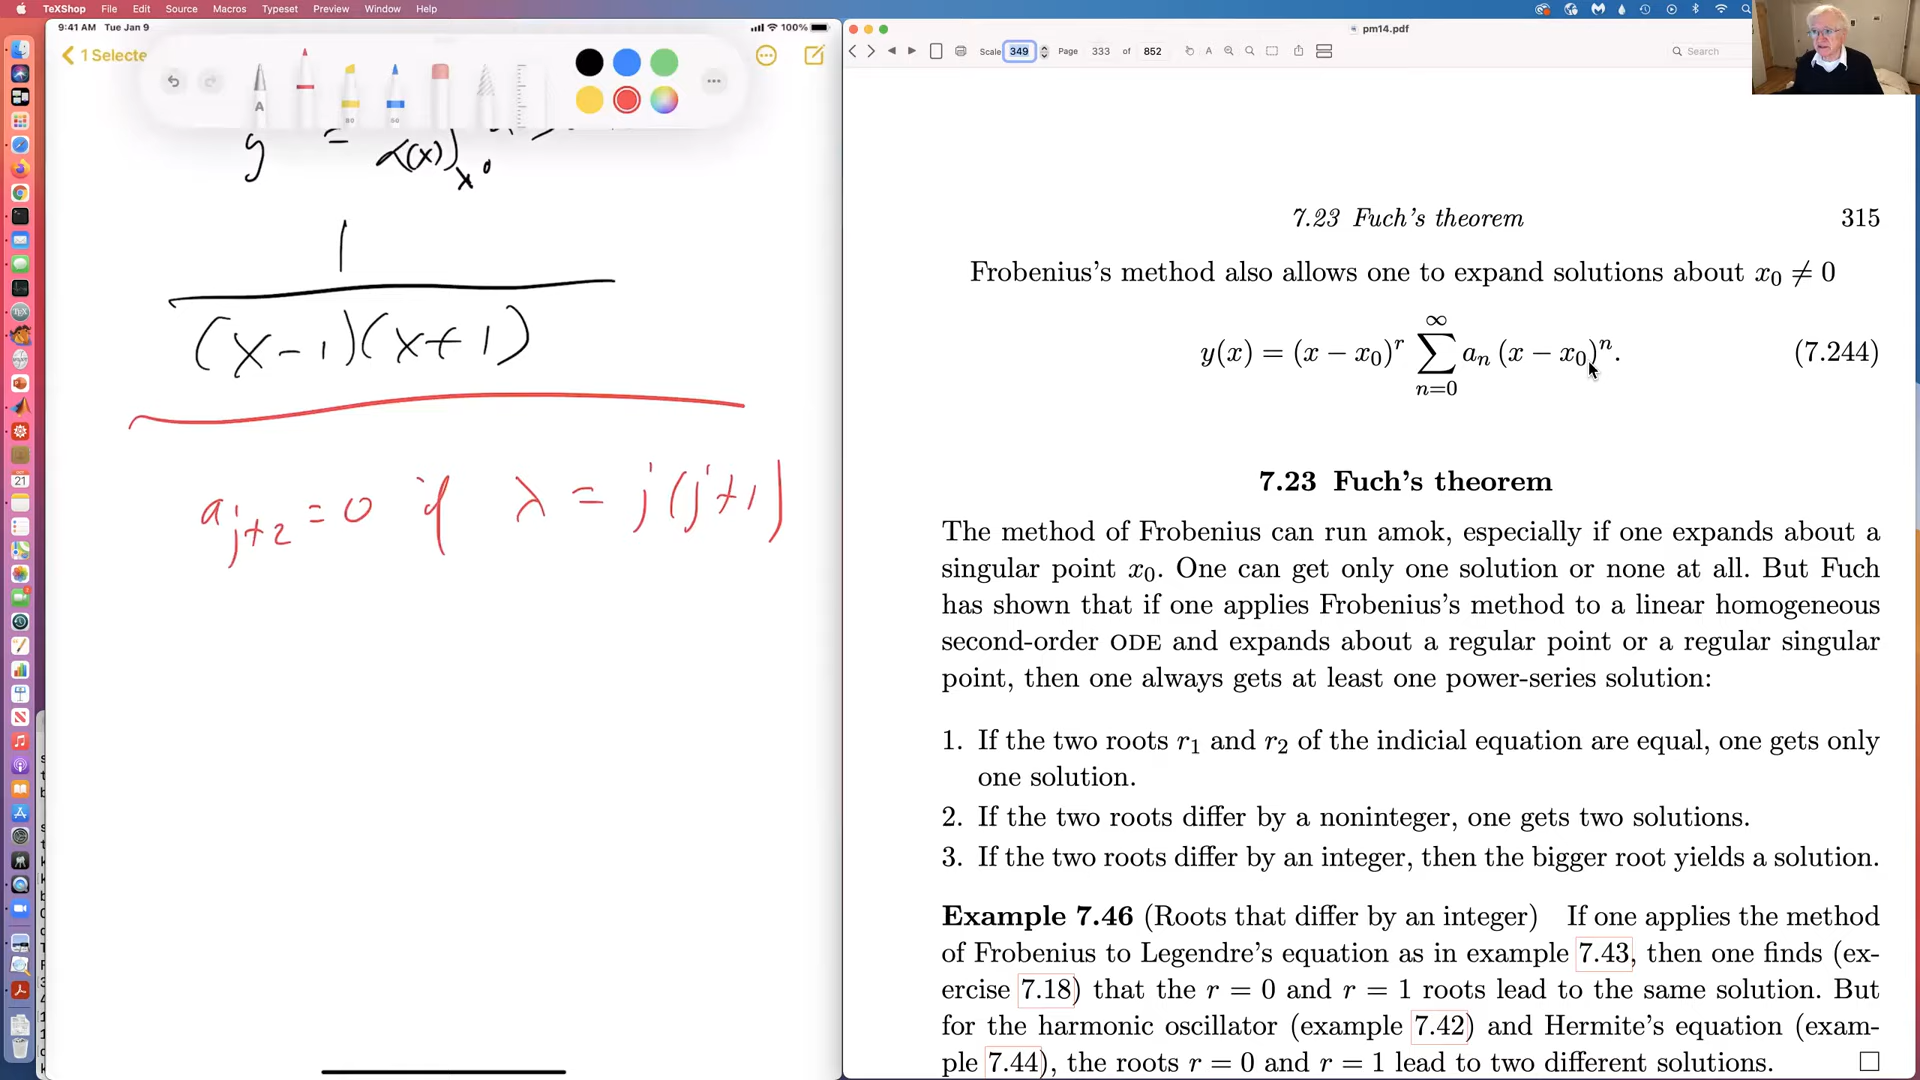 TeXShop File Edit Source Macros Typeset Preview Window Help
9:41 AM Tue Jan 9
100%
1 Selecte
y = α(x)) x⁰
1
(x-1)(x+1)
a_{j+2} = 0 if λ = j(j+1)
pm14.pdf
Scale 349 Page 333 of 852
Search
7.23 Fuch's theorem 315
Frobenius's method also allows one to expand solutions about x₀ ≠ 0
y(x) = (x − x₀)^r ∑_{n=0}^{∞} aₙ (x − x₀)ⁿ. (7.244)
7.23 Fuch's theorem
The method of Frobenius can run amok, especially if one expands about a
singular point x₀. One can get only one solution or none at all. But Fuch
has shown that if one applies Frobenius's method to a linear homogeneous
second-order ODE and expands about a regular point or a regular singular
point, then one always gets at least one power-series solution:
1. If the two roots r₁ and r₂ of the indicial equation are equal, one gets only
one solution.
2. If the two roots differ by a noninteger, one gets two solutions.
3. If the two roots differ by an integer, then the bigger root yields a solution.
Example 7.46 (Roots that differ by an integer) If one applies the method
of Frobenius to Legendre's equation as in example 7.43, then one finds (ex-
ercise 7.18) that the r = 0 and r = 1 roots lead to the same solution. But
for the harmonic oscillator (example 7.42) and Hermite's equation (exam-
ple 7.44), the roots r = 0 and r = 1 lead to two different solutions. □